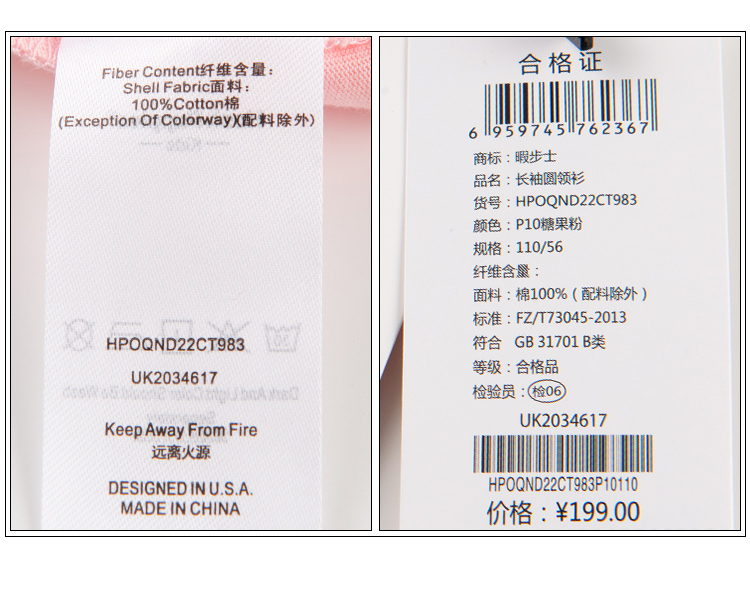 Fiber Content纤维含量：
Shell Fabric面料：
100%Cotton棉
(Exception Of Colorway)(配料除外)
HPOQND22CT983
UK2034617
Keep Away From Fire
远离火源
DESIGNED IN U.S.A.
MADE IN CHINA
合格证
6 959745 762367
商标：暇步士
品名：长袖圆领衫
货号：HPOQND22CT983
颜色：P10糖果粉
规格：110/56
纤维含量：
面料：棉100%（配料除外）
标准：FZ/T73045-2013
符合 GB 31701 B类
等级：合格品
检验员：检06
UK2034617
HPOQND22CT983P10110
价格：¥199.00